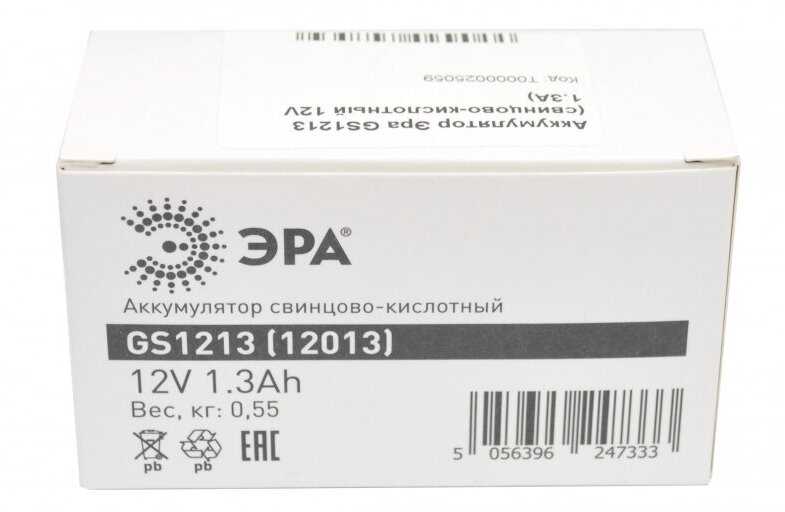 Аккумулятор Эра GS1213
(свинцово-кислотный 12V
1.3A)
Код: Т0000025059
ЭРА®
Аккумулятор свинцово-кислотный
GS1213 (12013)
12V 1.3Ah
Вес, кг: 0,55
pb pb EAC
5 056396 247333